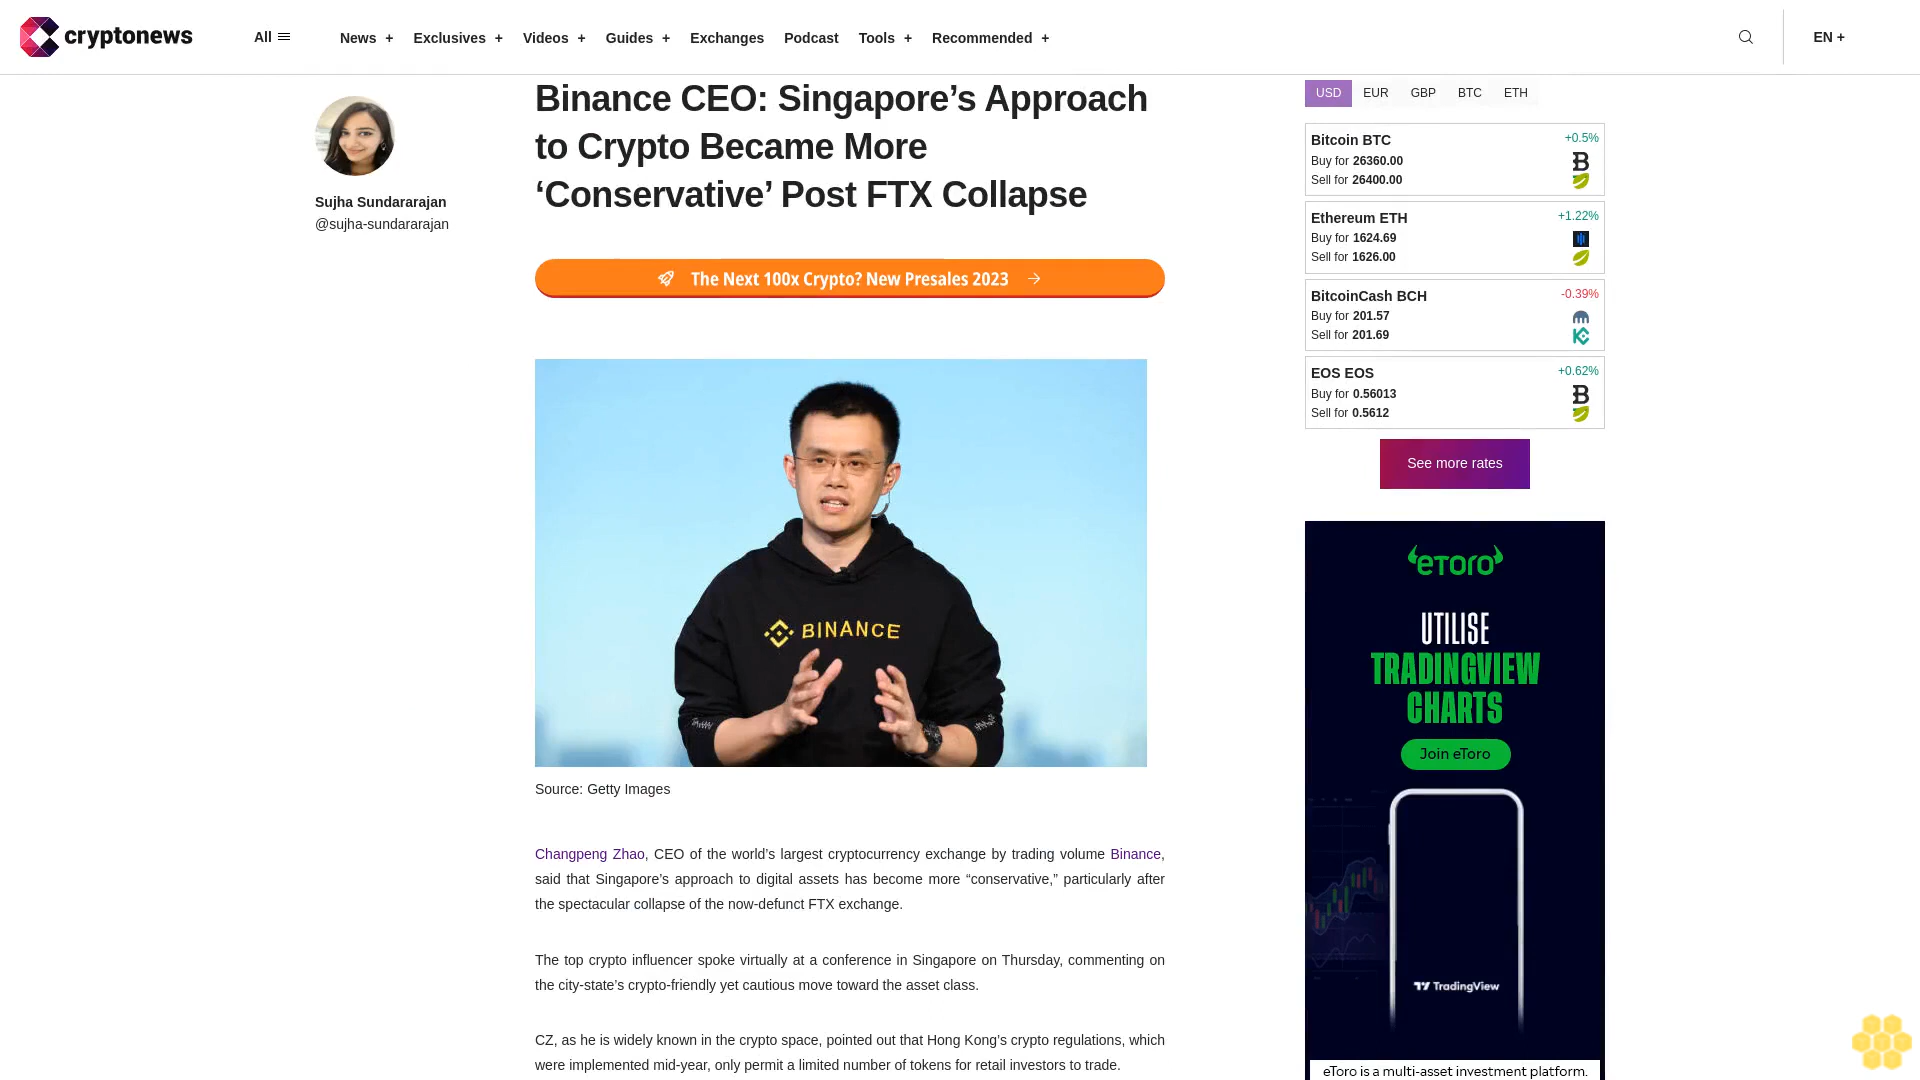 cryptonews
All
News +
Exclusives +
Videos +
Guides +
Exchanges
Podcast
Tools +
Recommended +
EN +
Sujha Sundararajan
@sujha-sundararajan
Binance CEO: Singapore’s Approach
to Crypto Became More
‘Conservative’ Post FTX Collapse
The Next 100x Crypto? New Presales 2023
BINANCE
Source: Getty Images
Changpeng Zhao, CEO of the world’s largest cryptocurrency exchange by trading volume Binance,
said that Singapore’s approach to digital assets has become more “conservative,” particularly after
the spectacular collapse of the now-defunct FTX exchange.
The top crypto influencer spoke virtually at a conference in Singapore on Thursday, commenting on
the city-state’s crypto-friendly yet cautious move toward the asset class.
CZ, as he is widely known in the crypto space, pointed out that Hong Kong’s crypto regulations, which
were implemented mid-year, only permit a limited number of tokens for retail investors to trade.
USD EUR GBP BTC ETH
Bitcoin BTC +0.5%
Buy for 26360.00
Sell for 26400.00
Ethereum ETH +1.22%
Buy for 1624.69
Sell for 1626.00
BitcoinCash BCH -0.39%
Buy for 201.57
Sell for 201.69
EOS EOS +0.62%
Buy for 0.56013
Sell for 0.5612
See more rates
eToro
UTILISE
TRADINGVIEW
CHARTS
Join eToro
TradingView
eToro is a multi-asset investment platform.